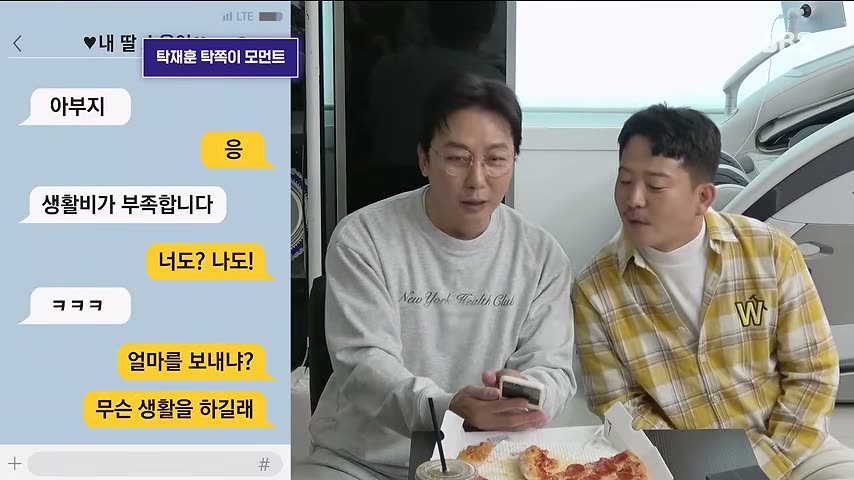 LTE
♥내 딸
탁재훈 탁쪽이 모먼트
아부지
응
생활비가 부족합니다
너도? 나도!
ㅋㅋㅋ
얼마를 보내냐?
무슨 생활을 하길래
#
New York Health Club
W
SBS